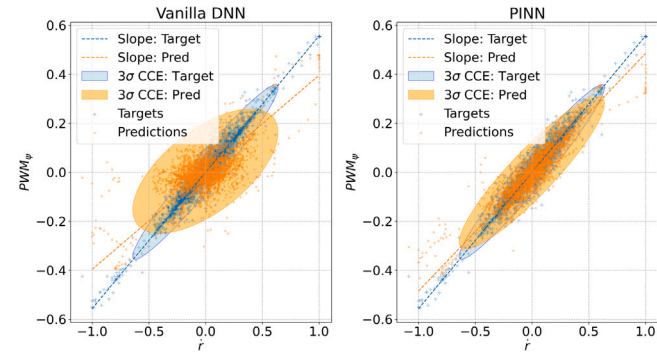 Vanilla DNN
0.6
0.4
0.2
0.0
−0.2
−0.4
−0.6
PWMψ
Slope: Target
Slope: Pred
3σ CCE: Target
3σ CCE: Pred
Targets
Predictions
−1.0 −0.5 0.0 0.5 1.0
ṙ
PINN
0.6
0.4
0.2
0.0
−0.2
−0.4
−0.6
PWMψ
Slope: Target
Slope: Pred
3σ CCE: Target
3σ CCE: Pred
Targets
Predictions
−1.0 −0.5 0.0 0.5 1.0
ṙ